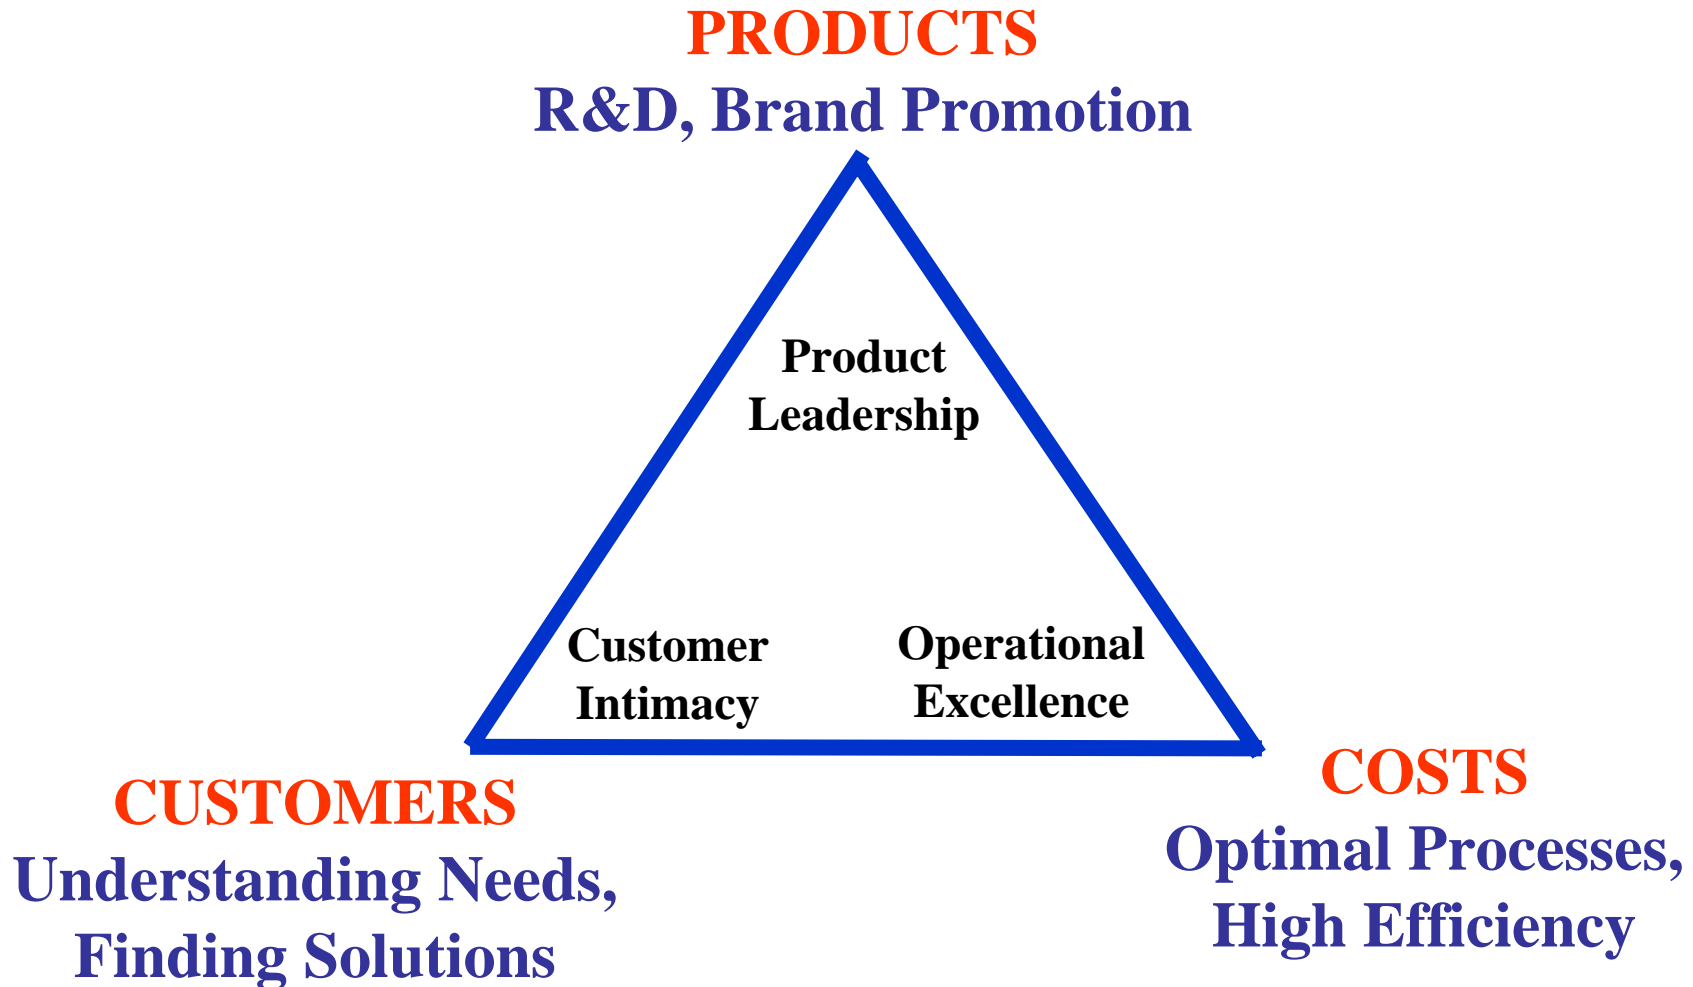 PRODUCTS
R&D, Brand Promotion
Product
Leadership
Customer
Intimacy
Operational
Excellence
CUSTOMERS
Understanding Needs,
Finding Solutions
COSTS
Optimal Processes,
High Efficiency